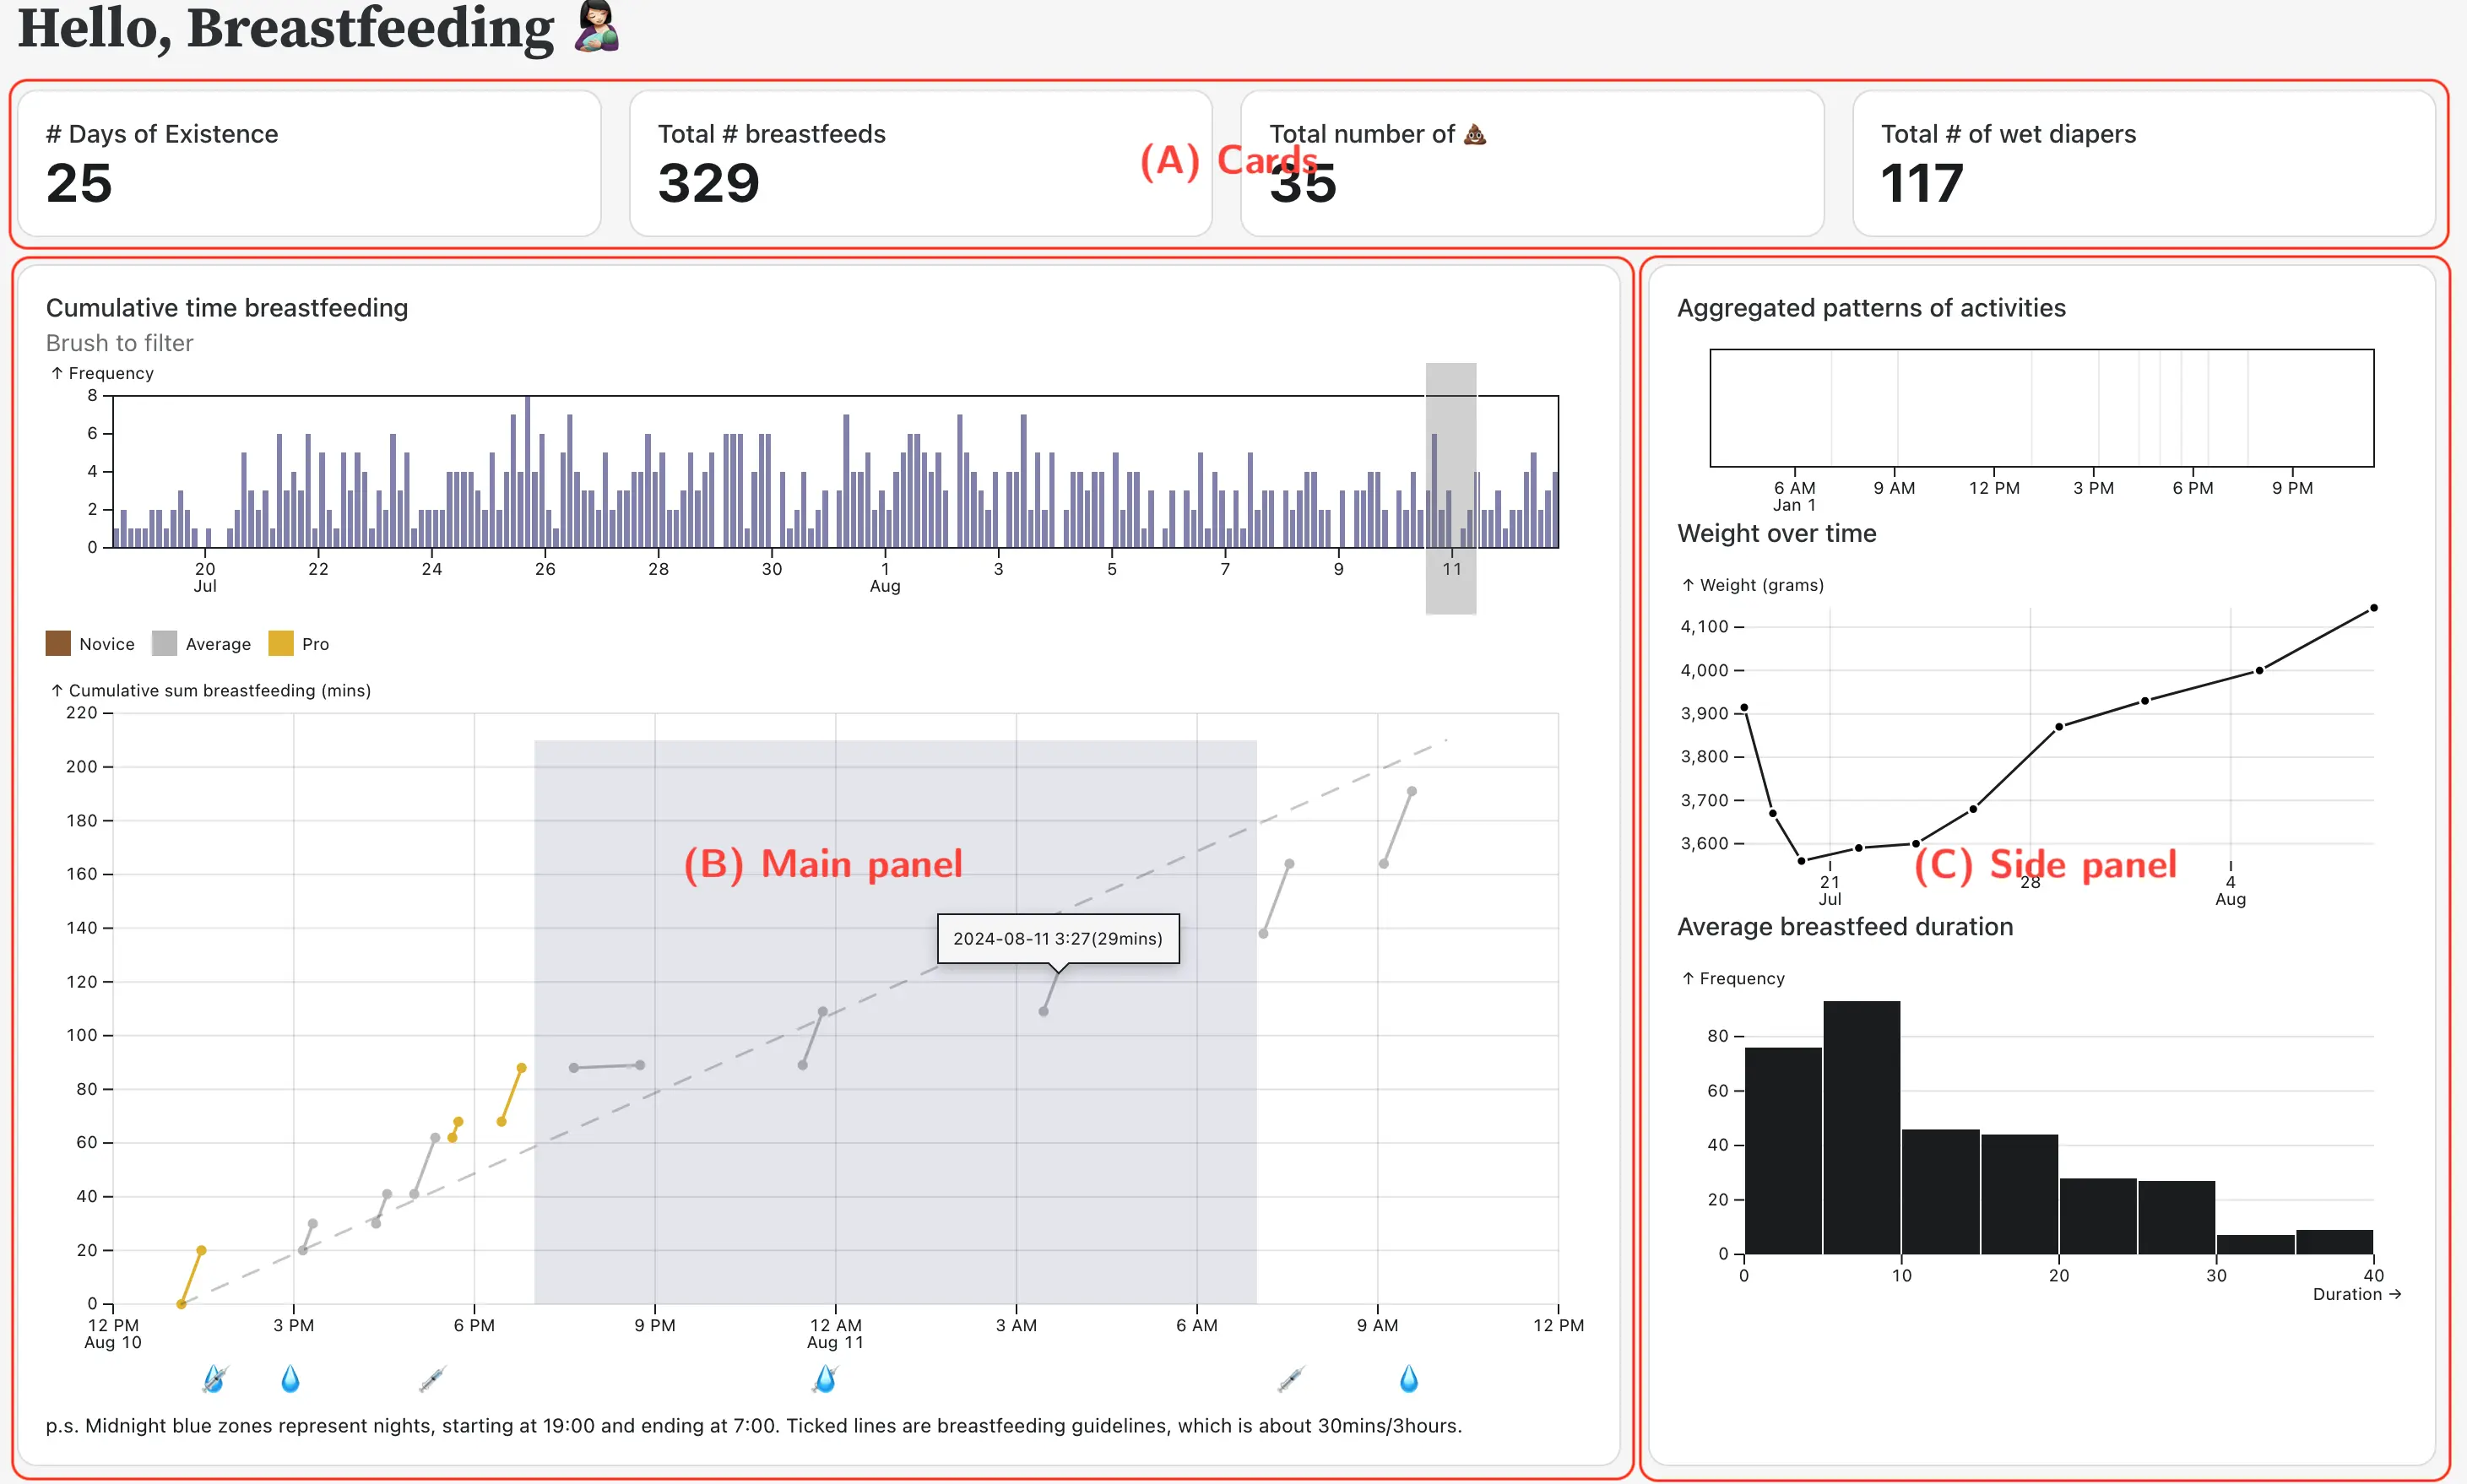 Hello, Breastfeeding
# Days of Existence
25
Total # breastfeeds
329
(A) Cards
Total number of 💩
35
Total # of wet diapers
117
Cumulative time breastfeeding
Brush to filter
↑ Frequency
8
6
4
2
0
20 22 24 26 28 30 1 3 5 7 9 11
Jul Aug
Novice Average Pro
↑ Cumulative sum breastfeeding (mins)
220
200
180
160
140
120
100
80
60
40
20
0
(B) Main panel
2024-08-11 3:27(29mins)
12 PM 3 PM 6 PM 9 PM 12 AM 3 AM 6 AM 9 AM 12 PM
Aug 10 Aug 11
p.s. Midnight blue zones represent nights, starting at 19:00 and ending at 7:00. Ticked lines are breastfeeding guidelines, which is about 30mins/3hours.
Aggregated patterns of activities
6 AM 9 AM 12 PM 3 PM 6 PM 9 PM
Jan 1
Weight over time
↑ Weight (grams)
4,100
4,000
3,900
3,800
3,700
3,600
(C) Side panel
21 28 4
Jul Aug
Average breastfeed duration
↑ Frequency
80
60
40
20
0
0 10 20 30 40
Duration →